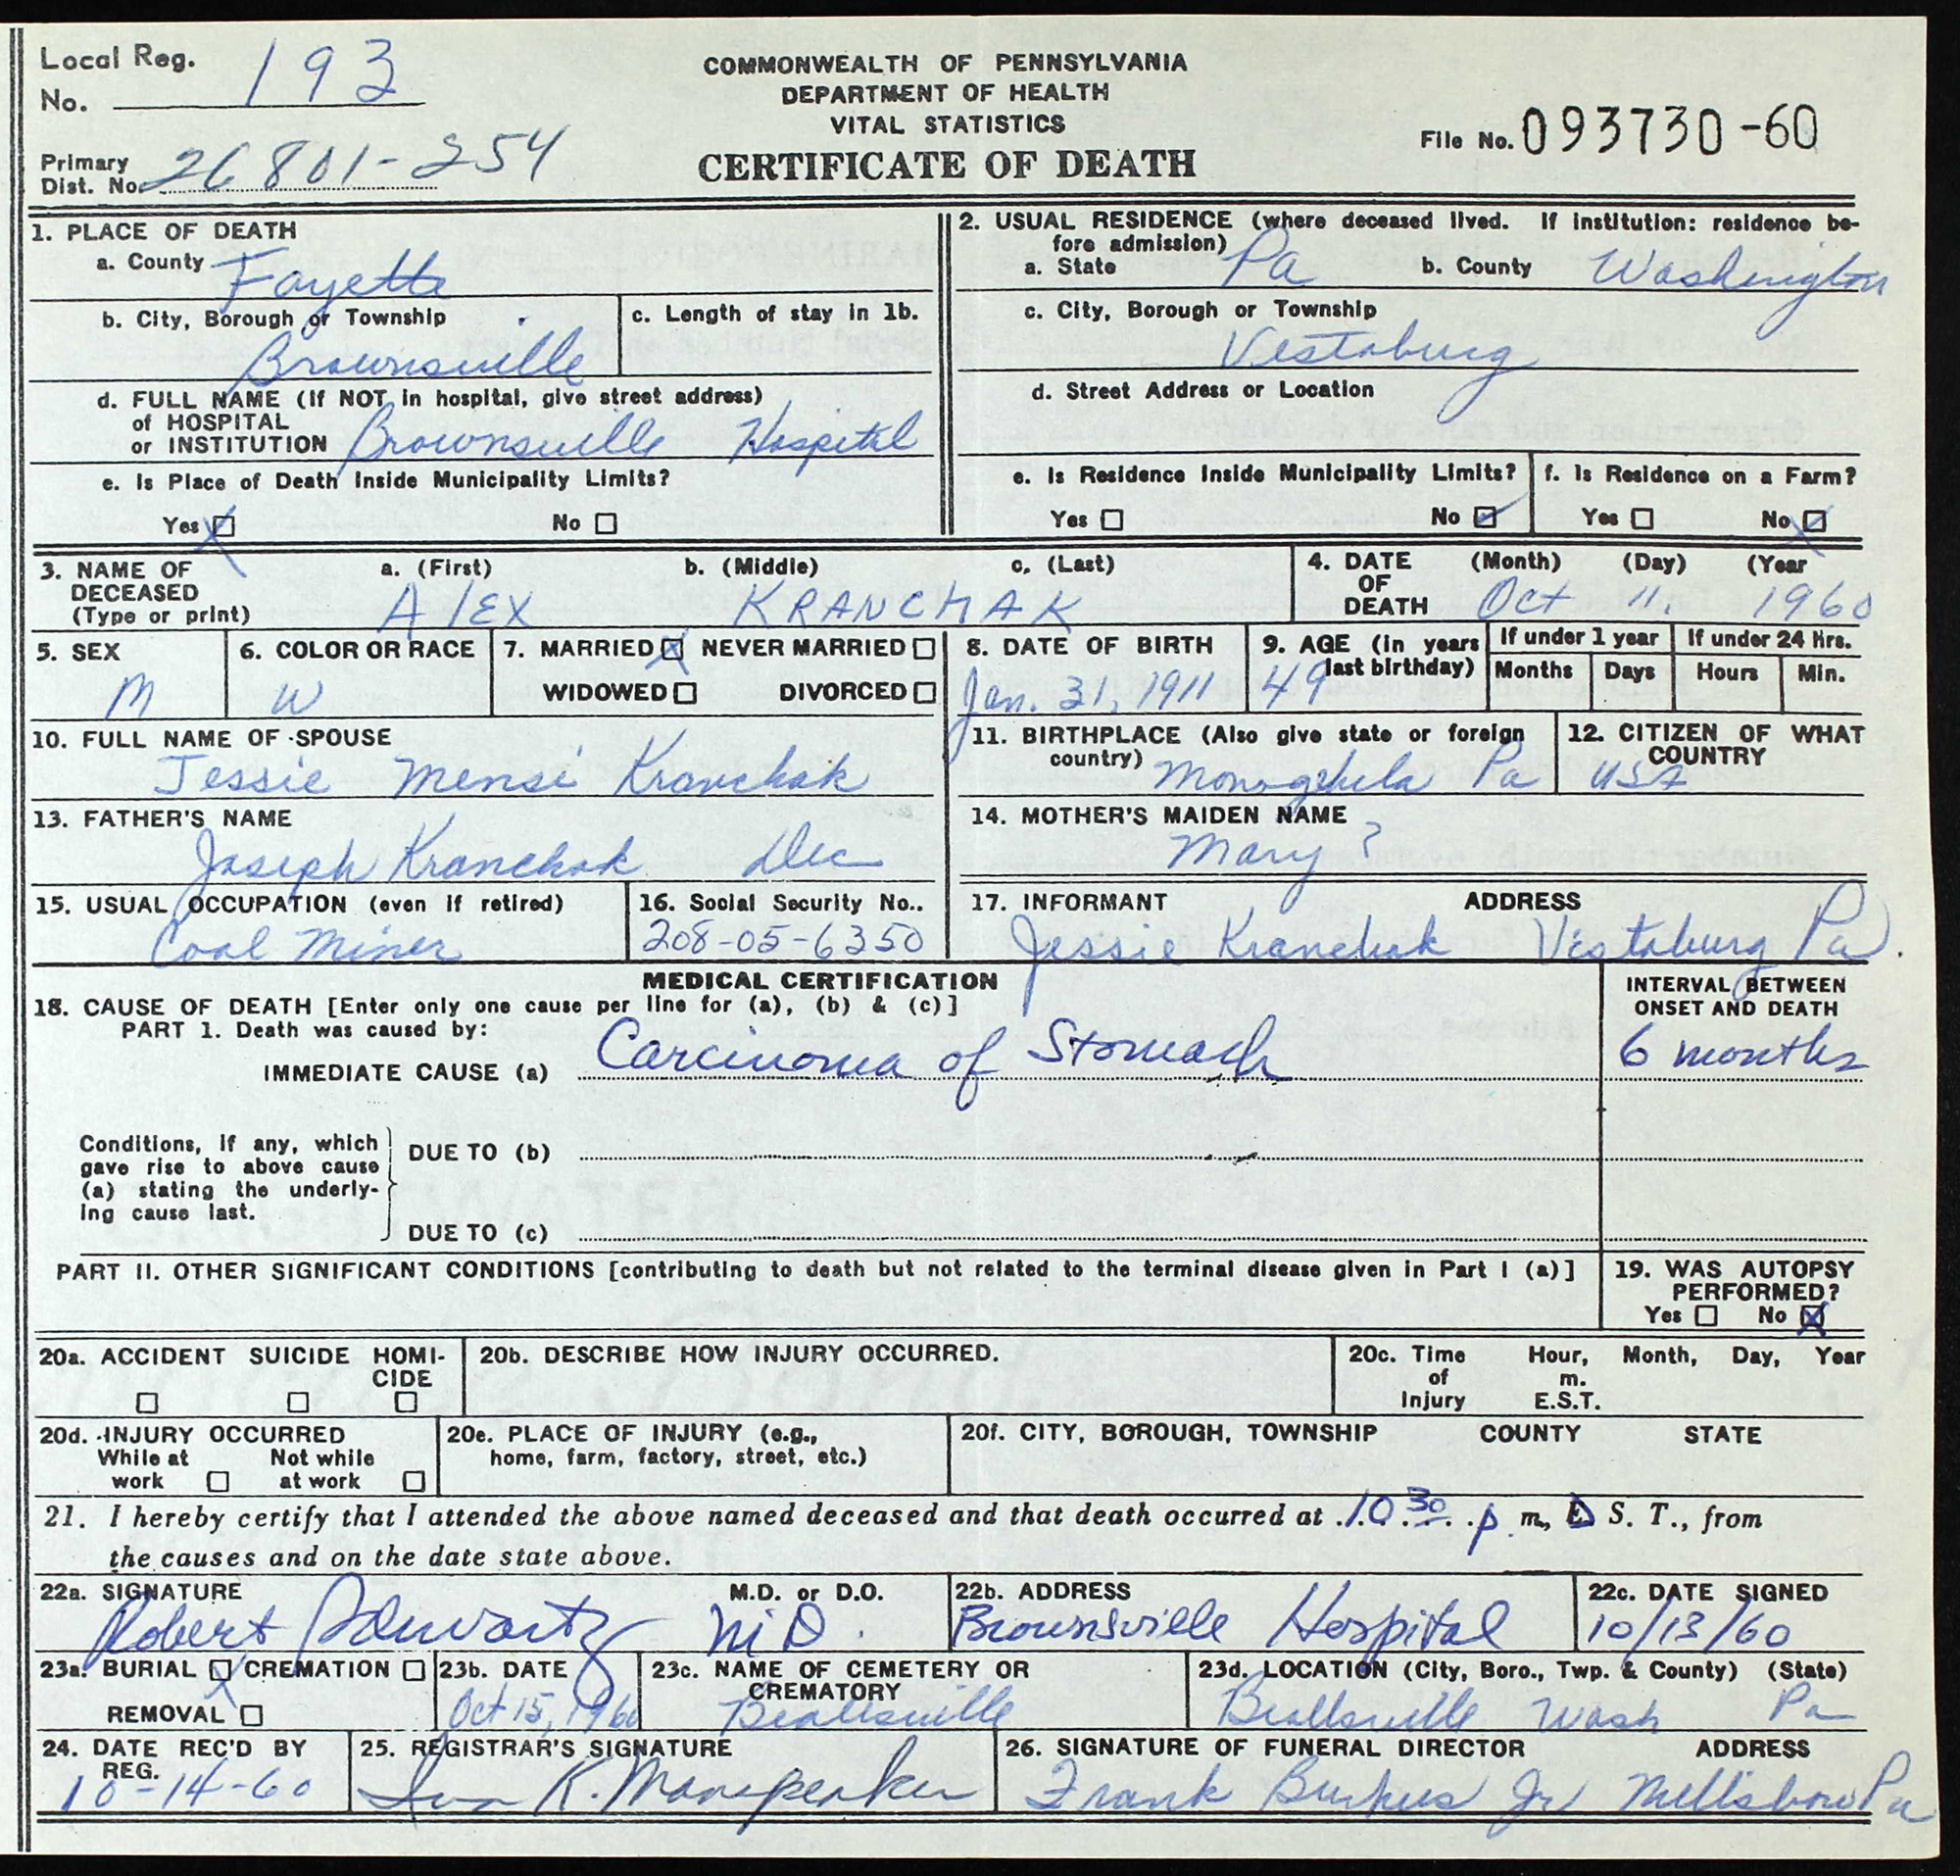 Local Reg. No. 193
COMMONWEALTH OF PENNSYLVANIA
DEPARTMENT OF HEALTH
VITAL STATISTICS
CERTIFICATE OF DEATH
File No. 093730-60
Primary Dist. No. 26801-254
1. PLACE OF DEATH
a. County Fayette
b. City, Borough or Township
Brownsville
c. Length of stay in 1b.
d. FULL NAME (If NOT in hospital, give street address)
of HOSPITAL
or INSTITUTION Brownsville Hospital
e. Is Place of Death Inside Municipality Limits?
Yes No
2. USUAL RESIDENCE (where deceased lived. If institution: residence be-
fore admission)
a. State Pa b. County Washington
c. City, Borough or Township
Vestaburg
d. Street Address or Location
e. Is Residence Inside Municipality Limits?
Yes No
f. Is Residence on a Farm?
Yes No
3. NAME OF DECEASED (Type or print)
a. (First) b. (Middle) c. (Last)
AlEX KRANCHAK
4. DATE OF DEATH (Month) (Day) (Year
Oct 11. 1960
5. SEX
M
6. COLOR OR RACE
W
7. MARRIED NEVER MARRIED
WIDOWED DIVORCED
8. DATE OF BIRTH
Jan. 31, 1911
9. AGE (in years last birthday)
49
If under 1 year
Months Days
If under 24 Hrs.
Hours Min.
10. FULL NAME OF SPOUSE
Jessie Mensi Kranchak
11. BIRTHPLACE (Also give state or foreign country)
Pa
12. CITIZEN OF WHAT COUNTRY
USA
13. FATHER'S NAME
Joseph Kranchak Dec
14. MOTHER'S MAIDEN NAME
Mary ?
15. USUAL OCCUPATION (even if retired)
Coal Miner
16. Social Security No..
208-05-6350
17. INFORMANT ADDRESS
Jessie Kranchak Vestaburg Pa.
MEDICAL CERTIFICATION
18. CAUSE OF DEATH [Enter only one cause per line for (a), (b) & (c)]
PART 1. Death was caused by:
IMMEDIATE CAUSE (a) Carcinoma of Stomach
INTERVAL BETWEEN
ONSET AND DEATH
6 months
Conditions, if any, which
gave rise to above cause
(a) stating the underly-
ing cause last.
DUE TO (b)
DUE TO (c)
PART II. OTHER SIGNIFICANT CONDITIONS [contributing to death but not related to the terminal disease given in Part I (a)]
19. WAS AUTOPSY
PERFORMED?
Yes No
20a. ACCIDENT SUICIDE HOMI-
CIDE
20b. DESCRIBE HOW INJURY OCCURRED.
20c. Time of Injury Hour, m. E.S.T. Month, Day, Year
20d. INJURY OCCURRED
While at work Not while at work
20e. PLACE OF INJURY (e.g.,
home, farm, factory, street, etc.)
20f. CITY, BOROUGH, TOWNSHIP COUNTY STATE
21. I hereby certify that I attended the above named deceased and that death occurred at 10 30 p m, D S. T., from
the causes and on the date state above.
22a. SIGNATURE M.D. or D.O.
Robert Schwartz M.D.
22b. ADDRESS
Brownsville Hospital
22c. DATE SIGNED
10/13/60
23a. BURIAL CREMATION
REMOVAL
23b. DATE
Oct 15, 1960
23c. NAME OF CEMETERY OR
CREMATORY
Beallsville
23d. LOCATION (City, Boro., Twp. & County) (State)
Beallsville Wash Pa
24. DATE REC'D BY
REG.
10-14-60
25. REGISTRAR'S SIGNATURE
K.
26. SIGNATURE OF FUNERAL DIRECTOR ADDRESS
Frank Jr Pa